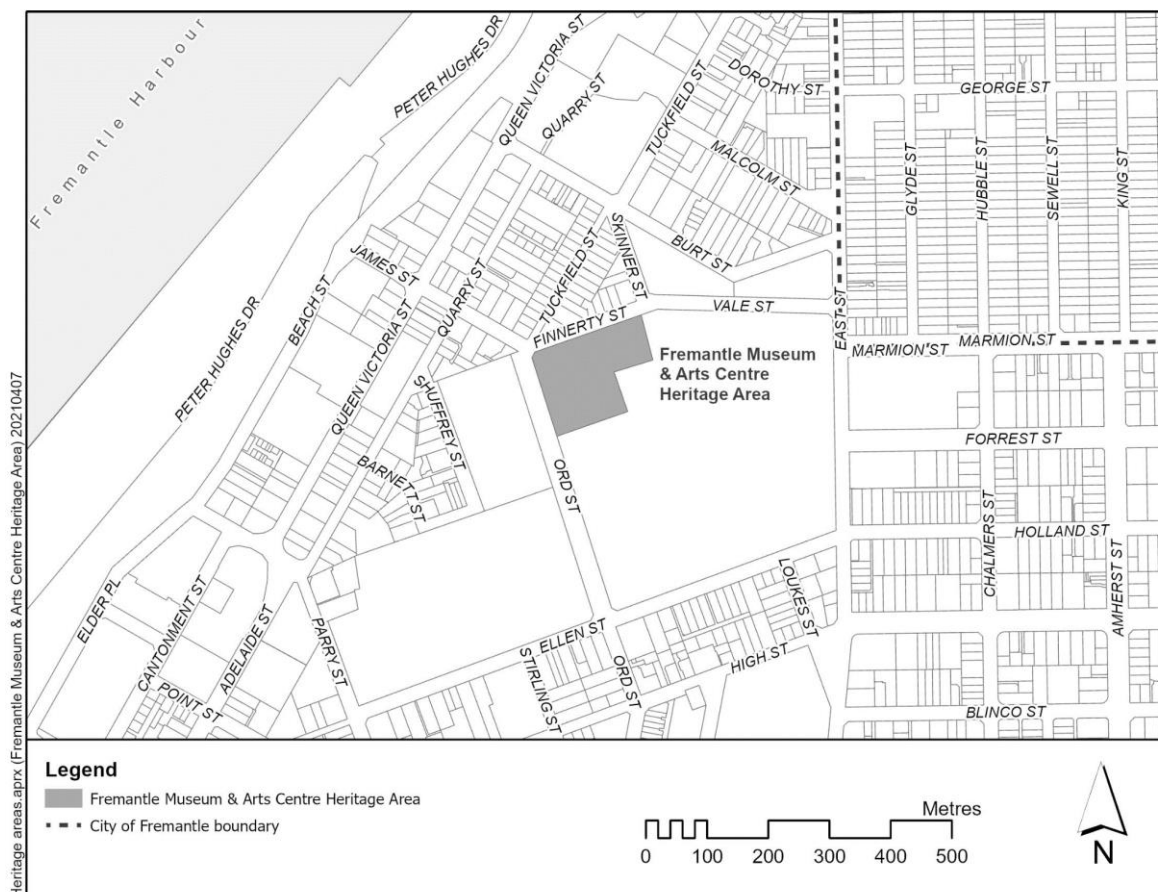 Fremantle Harbour
PETER HUGHES DR
QUEEN VICTORIA ST
QUARRY ST
TUCKFIELD ST
DOROTHY ST
GEORGE ST
MALCOLM ST
GLYDE ST
HUBBLE ST
SEWELL ST
KING ST
SKINNER ST
BURT ST
JAMES ST
BEACH ST
QUARRY ST
TUCKFIELD ST
FINNERTY ST
VALE ST
EAST ST
MARMION ST
MARMION ST
PETER HUGHES DR
QUEEN VICTORIA ST
Fremantle Museum
& Arts Centre
Heritage Area
SHUFFREY ST
BARNETT ST
ORD ST
FORREST ST
CHALMERS ST
HOLLAND ST
AMHERST ST
LOUKES ST
ELDER PL
CANTONMENT ST
ADELAIDE ST
PARRY ST
POINT ST
ELLEN ST
STIRLING ST
ORD ST
HIGH ST
BLINCO ST
Heritage areas.aprx (Fremantle Museum & Arts Centre Heritage Area) 20210407
Legend
Fremantle Museum & Arts Centre Heritage Area
City of Fremantle boundary
Metres
0 100 200 300 400 500
N